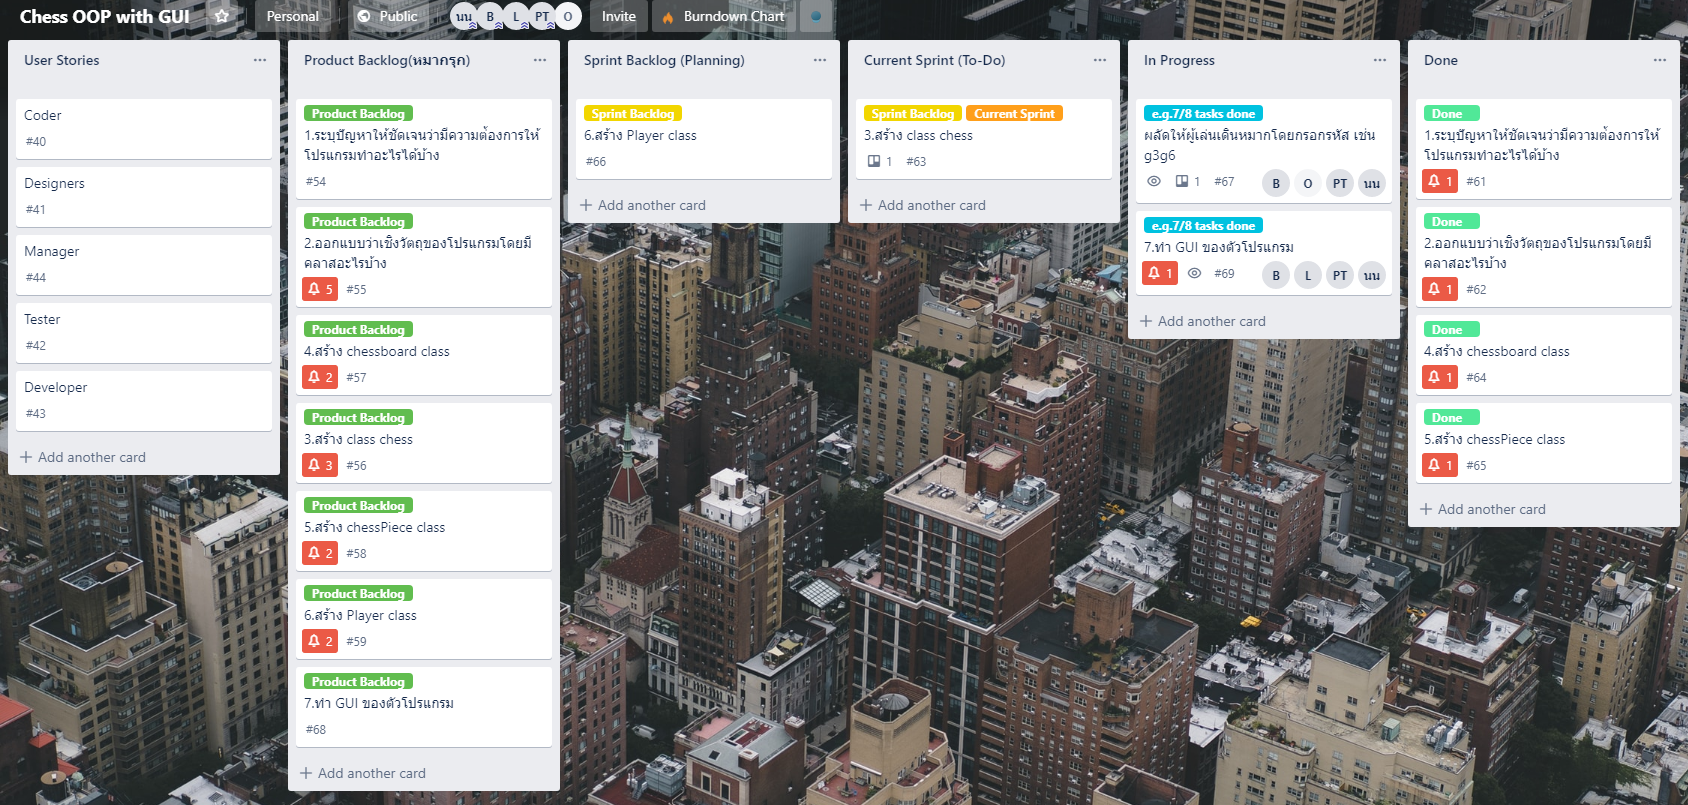 Chess OOP with GUI
Personal
Public
นน
B
L
PT
O
Invite
Burndown Chart
User Stories
Coder
#40
Designers
#41
Manager
#44
Tester
#42
Developer
#43
Add another card
Product Backlog(หมากรุก)
Product Backlog
1.ระบุปัญหาให้ชัดเจนว่ามีความต้องการให้
โปรแกรมทำอะไรได้บ้าง
#54
Product Backlog
2.ออกแบบว่าเชิงวัตถุของโปรแกรมโดยมี
คลาสอะไรบ้าง
5 #55
Product Backlog
4.สร้าง chessboard class
2 #57
Product Backlog
3.สร้าง class chess
3 #56
Product Backlog
5.สร้าง chessPiece class
2 #58
Product Backlog
6.สร้าง Player class
2 #59
Product Backlog
7.ทำ GUI ของตัวโปรแกรม
#68
Add another card
Sprint Backlog (Planning)
Sprint Backlog
6.สร้าง Player class
#66
Add another card
Current Sprint (To-Do)
Sprint Backlog Current Sprint
3.สร้าง class chess
1 #63
Add another card
In Progress
e.g.7/8 tasks done
ผลัดให้ผู้เล่นเดินหมากโดยกรอกรหัส เช่น
g3g6
1 #67 B O PT นน
e.g.7/8 tasks done
7.ทำ GUI ของตัวโปรแกรม
1 #69 B L PT นน
Add another card
Done
Done
1.ระบุปัญหาให้ชัดเจนว่ามีความต้องการให้
โปรแกรมทำอะไรได้บ้าง
1 #61
Done
2.ออกแบบว่าเชิงวัตถุของโปรแกรมโดยมี
คลาสอะไรบ้าง
1 #62
Done
4.สร้าง chessboard class
1 #64
Done
5.สร้าง chessPiece class
1 #65
Add another card